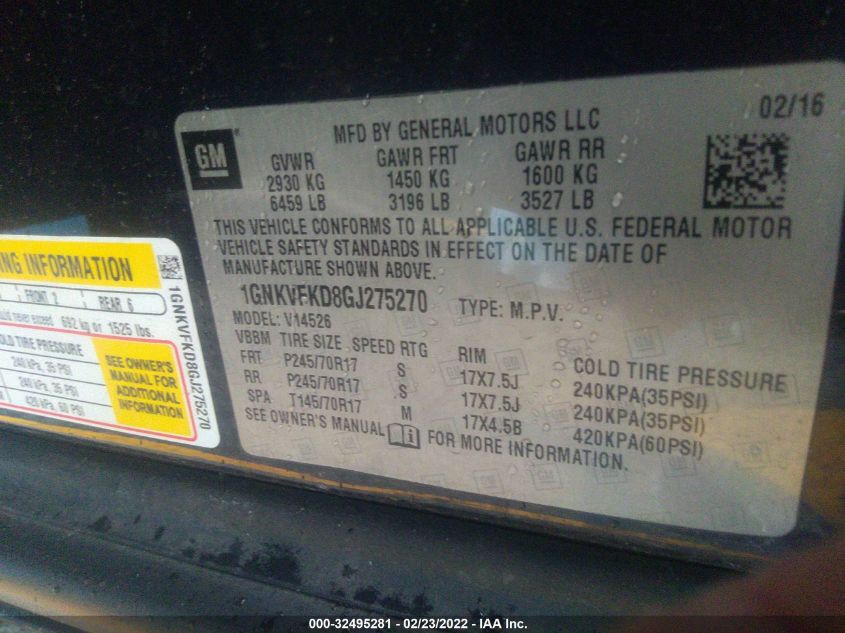 02/16
MFD BY GENERAL MOTORS LLC
GM
GVWR GAWR FRT GAWR RR
2930 KG 1450 KG 1600 KG
6459 LB 3196 LB 3527 LB
THIS VEHICLE CONFORMS TO ALL APPLICABLE U.S. FEDERAL MOTOR
VEHICLE SAFETY STANDARDS IN EFFECT ON THE DATE OF
MANUFACTURE SHOWN ABOVE.
1GNKVFKD8GJ275270 TYPE: M.P.V.
MODEL: V14526
VBBM TIRE SIZE SPEED RTG RIM COLD TIRE PRESSURE
FRT P245/70R17 S 17X7.5J 240KPA(35PSI)
RR P245/70R17 S 17X7.5J 240KPA(35PSI)
SPA T145/70R17 M 17X4.5B 420KPA(60PSI)
SEE OWNER'S MANUAL FOR MORE INFORMATION.
INFORMATION
FRONT 2 REAR 6
never exceed 692 kg or 1525 lbs.
COLD TIRE PRESSURE
240 kPa, 35 PSI
240 kPa, 35 PSI
420 kPa, 60 PSI
SEE OWNER'S
MANUAL FOR
ADDITIONAL
INFORMATION
1GNKVFKD8GJ275270
000-32495281 - 02/23/2022 - IAA Inc.